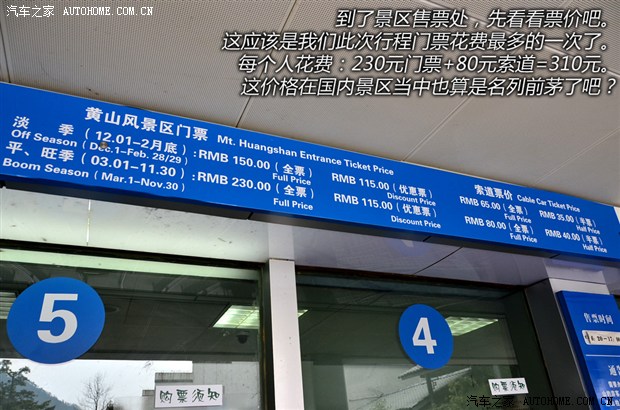 汽车之家 AUTOHOME.COM.CN
到了景区售票处，先看看票价吧。
这应该是我们此次行程门票花费最多的一次了。
每个人花费：230元门票+80元索道=310元。
这价格在国内景区当中也算是名列前茅了吧？
黄山风景区门票 Mt. Huangshan Entrance Ticket Price
淡 季（12.01-2月底）:RMB 150.00（全票） RMB 115.00（优惠票）
Off Season (Dec.1-Feb. 28/29) Full Price Discount Price
平、旺季（03.01-11.30）:RMB 230.00（全票） RMB 115.00（优惠票）
Boom Season (Mar.1-Nov.30) Full Price Discount Price
索道票价 Cable Car Ticket Price
RMB 65.00（全票） RMB 35.00（半票）
Full Price Half Price
RMB 80.00（全票） RMB 40.00（半票）
Full Price Half Price
5
4
购票须知
购票须知
售票时间
汽车之家 WWW.AUTOHOME.COM.CN